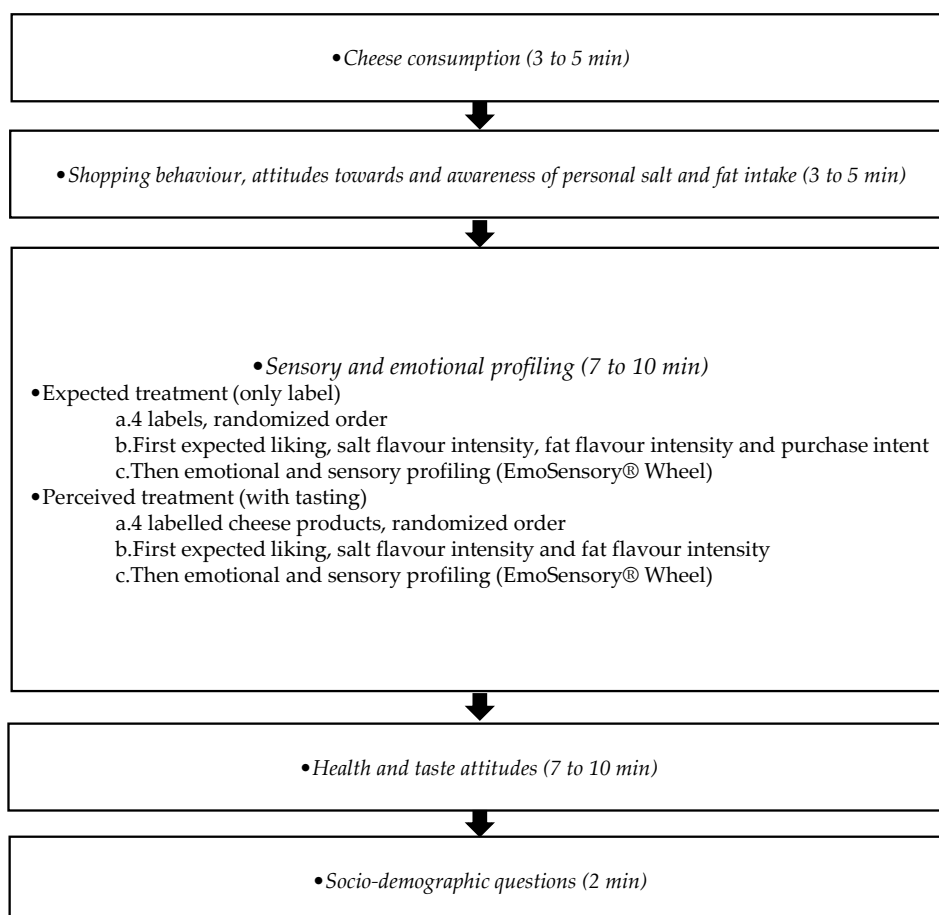 •Cheese consumption (3 to 5 min)
•Shopping behaviour, attitudes towards and awareness of personal salt and fat intake (3 to 5 min)
•Sensory and emotional profiling (7 to 10 min)
•Expected treatment (only label)
a.4 labels, randomized order
b.First expected liking, salt flavour intensity, fat flavour intensity and purchase intent
c.Then emotional and sensory profiling (EmoSensory® Wheel)
•Perceived treatment (with tasting)
a.4 labelled cheese products, randomized order
b.First expected liking, salt flavour intensity and fat flavour intensity
c.Then emotional and sensory profiling (EmoSensory® Wheel)
•Health and taste attitudes (7 to 10 min)
•Socio-demographic questions (2 min)